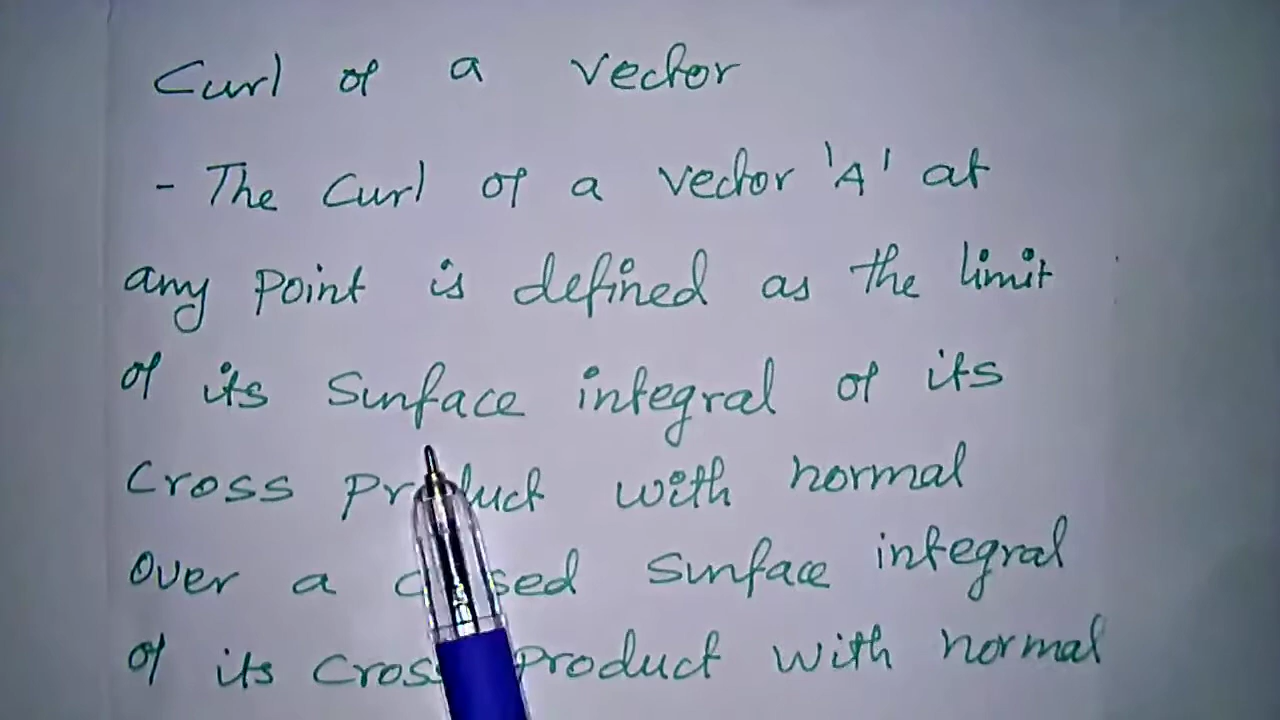 Curl of a vector
- The curl of a vector 'A' at
any point is defined as the limit
of its surface integral of its
cross product with normal
over a closed surface integral
of its cross product with normal